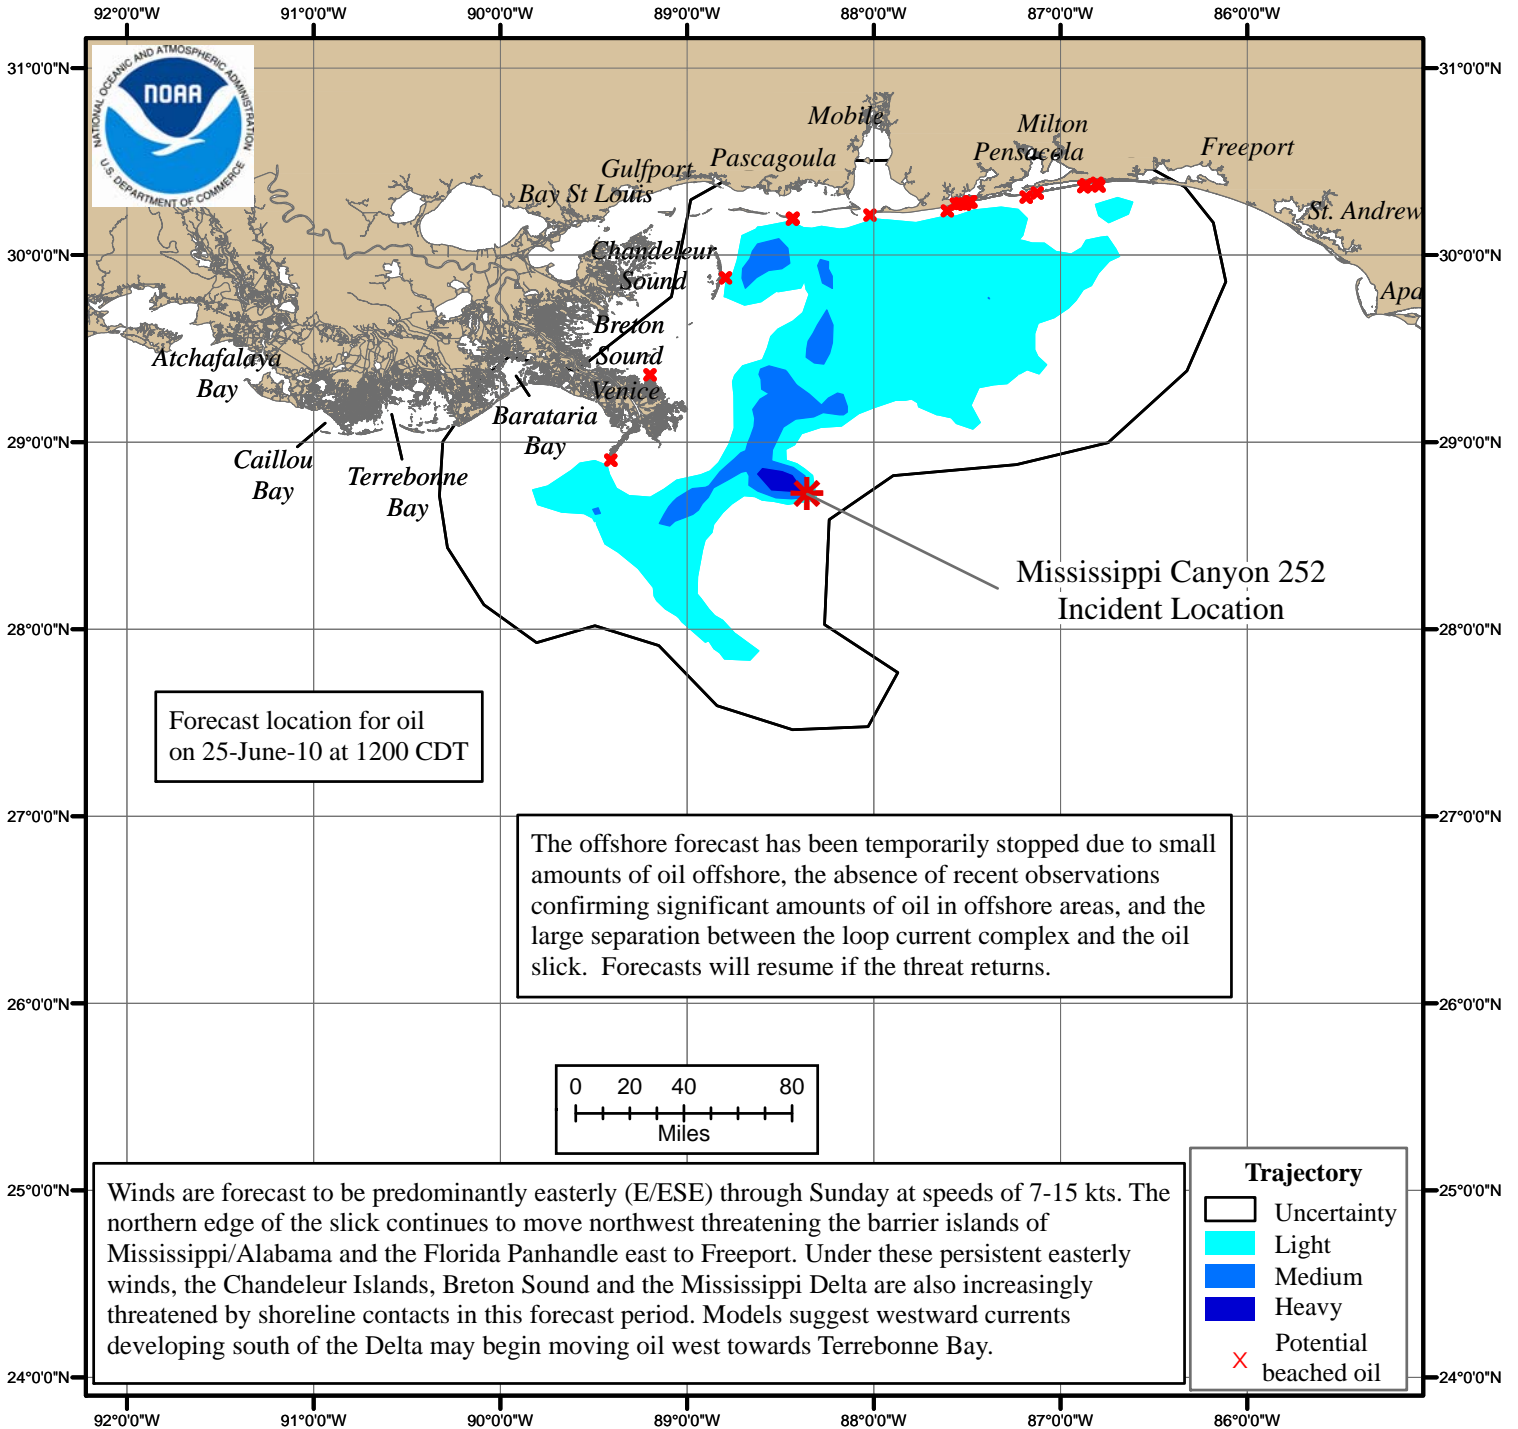 92°0'0"W 91°0'0"W 90°0'0"W 89°0'0"W 88°0'0"W 87°0'0"W 86°0'0"W
31°0'0"N 31°0'0"N
NATIONAL OCEANIC AND ATMOSPHERIC ADMINISTRATION
NOAA
U.S. DEPARTMENT OF COMMERCE
Mobile
Milton
Pensacola
Freeport
Pascagoula
Gulfport
Bay St Louis
St. Andrew
30°0'0"N 30°0'0"N
Chandeleur
Sound
Apa
Breton
Sound
Venice
Atchafalaya
Bay
Barataria
Bay
29°0'0"N 29°0'0"N
Caillou
Bay
Terrebonne
Bay
Mississippi Canyon 252
Incident Location
28°0'0"N 28°0'0"N
Forecast location for oil
on 25-June-10 at 1200 CDT
27°0'0"N 27°0'0"N
The offshore forecast has been temporarily stopped due to small
amounts of oil offshore, the absence of recent observations
confirming significant amounts of oil in offshore areas, and the
large separation between the loop current complex and the oil
slick.  Forecasts will resume if the threat returns.
26°0'0"N 26°0'0"N
0 20 40 80
Miles
25°0'0"N 25°0'0"N
Winds are forecast to be predominantly easterly (E/ESE) through Sunday at speeds of 7-15 kts. The
northern edge of the slick continues to move northwest threatening the barrier islands of
Mississippi/Alabama and the Florida Panhandle east to Freeport. Under these persistent easterly
winds, the Chandeleur Islands, Breton Sound and the Mississippi Delta are also increasingly
threatened by shoreline contacts in this forecast period. Models suggest westward currents
developing south of the Delta may begin moving oil west towards Terrebonne Bay.
Trajectory
Uncertainty
Light
Medium
Heavy
X Potential
beached oil
24°0'0"N 24°0'0"N
92°0'0"W 91°0'0"W 90°0'0"W 89°0'0"W 88°0'0"W 87°0'0"W 86°0'0"W